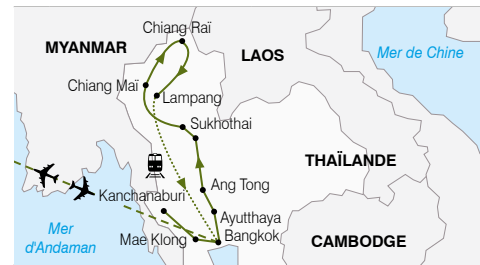 Chiang Raï
MYANMAR
LAOS
Mer de Chine
Chiang Maï
Lampang
Sukhothai
THAÏLANDE
Ang Tong
Kanchanaburi
Ayutthaya
Mer
d'Andaman
Mae Klong
Bangkok
CAMBODGE